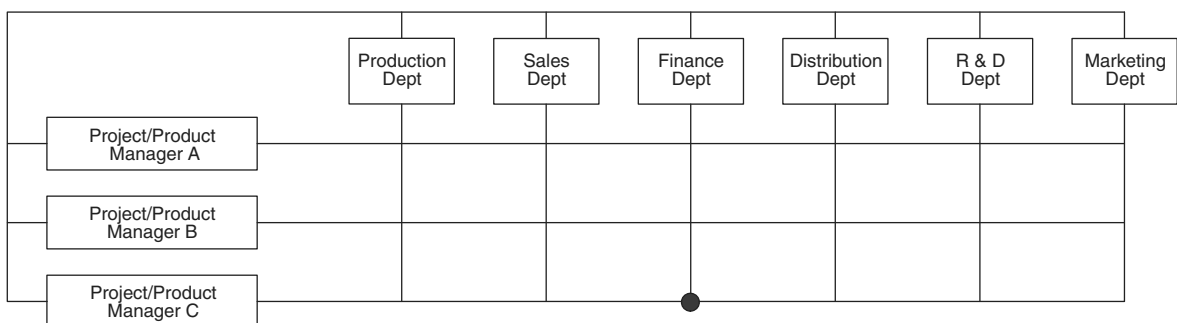 Production
Dept
Sales
Dept
Finance
Dept
Distribution
Dept
R & D
Dept
Marketing
Dept
Project/Product
Manager A
Project/Product
Manager B
Project/Product
Manager C